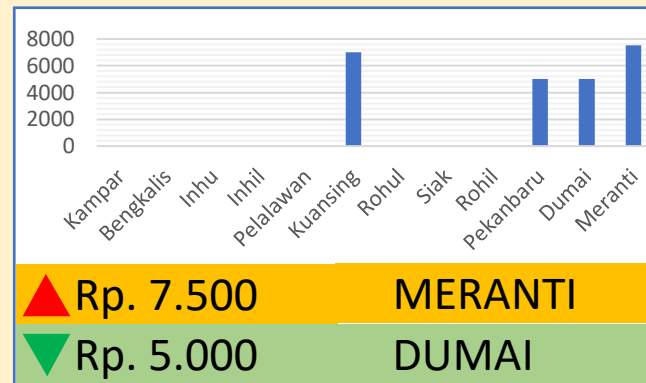 8000
6000
4000
2000
0
Kampar
Bengkalis
Inhu
Inhil
Pelalawan
Kuansing
Rohul
Siak
Rohil
Pekanbaru
Dumai
Meranti
Rp. 7.500 MERANTI
Rp. 5.000 DUMAI